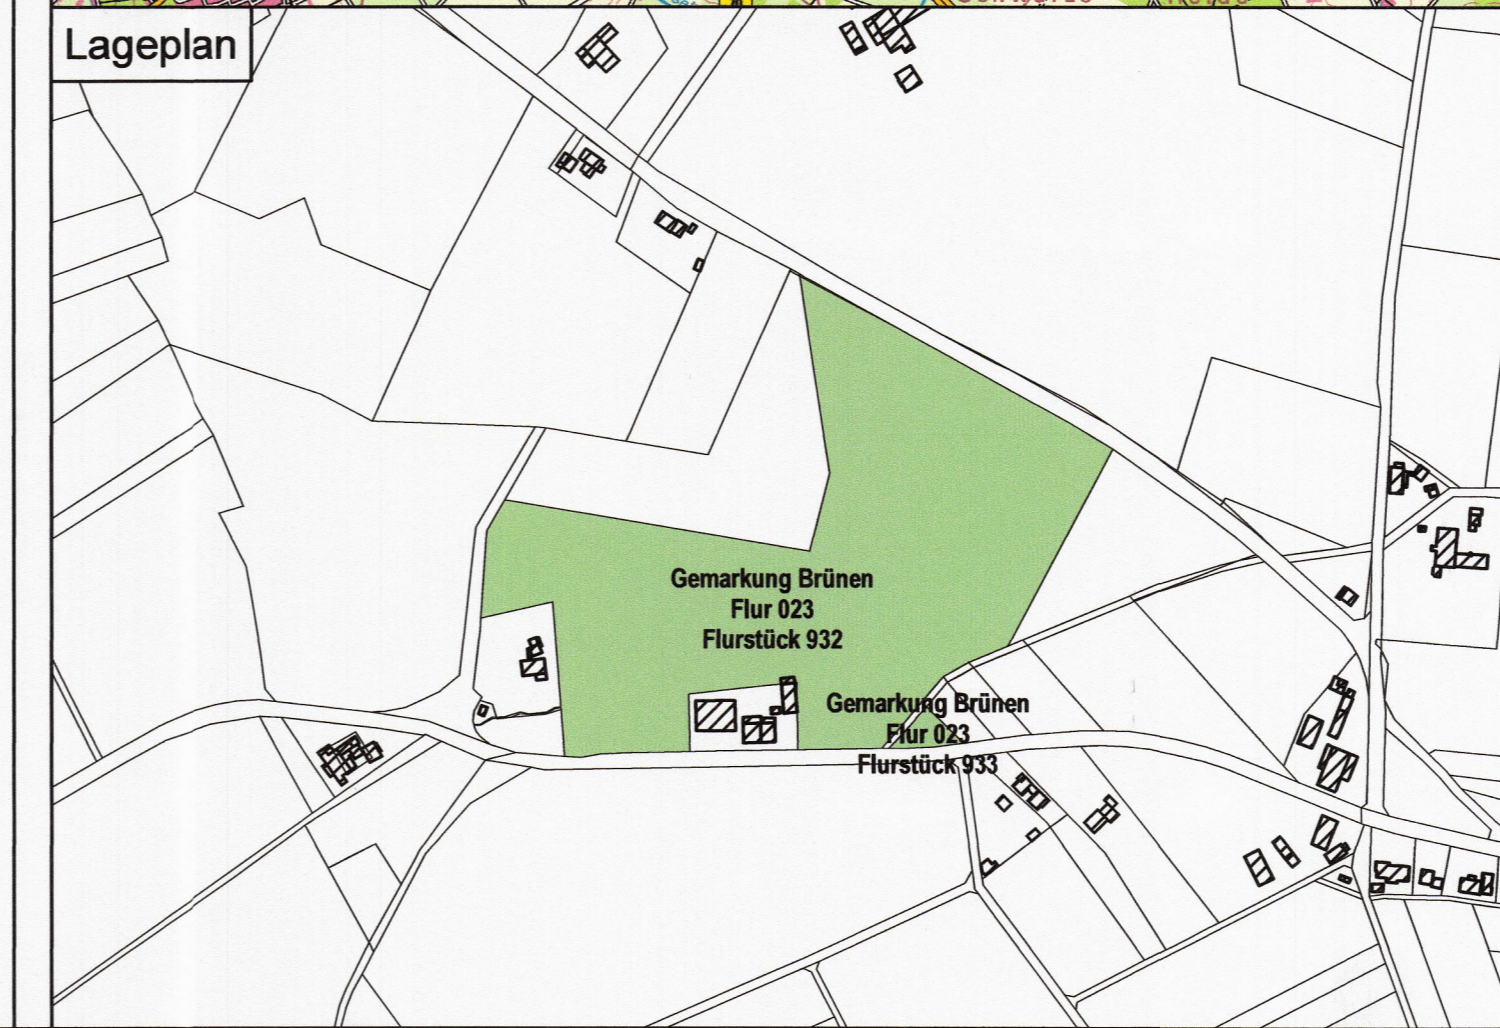 Lageplan
Gemarkung Brünen
Flur 023
Flurstück 932
Gemarkung Brünen
Flur 023
Flurstück 933